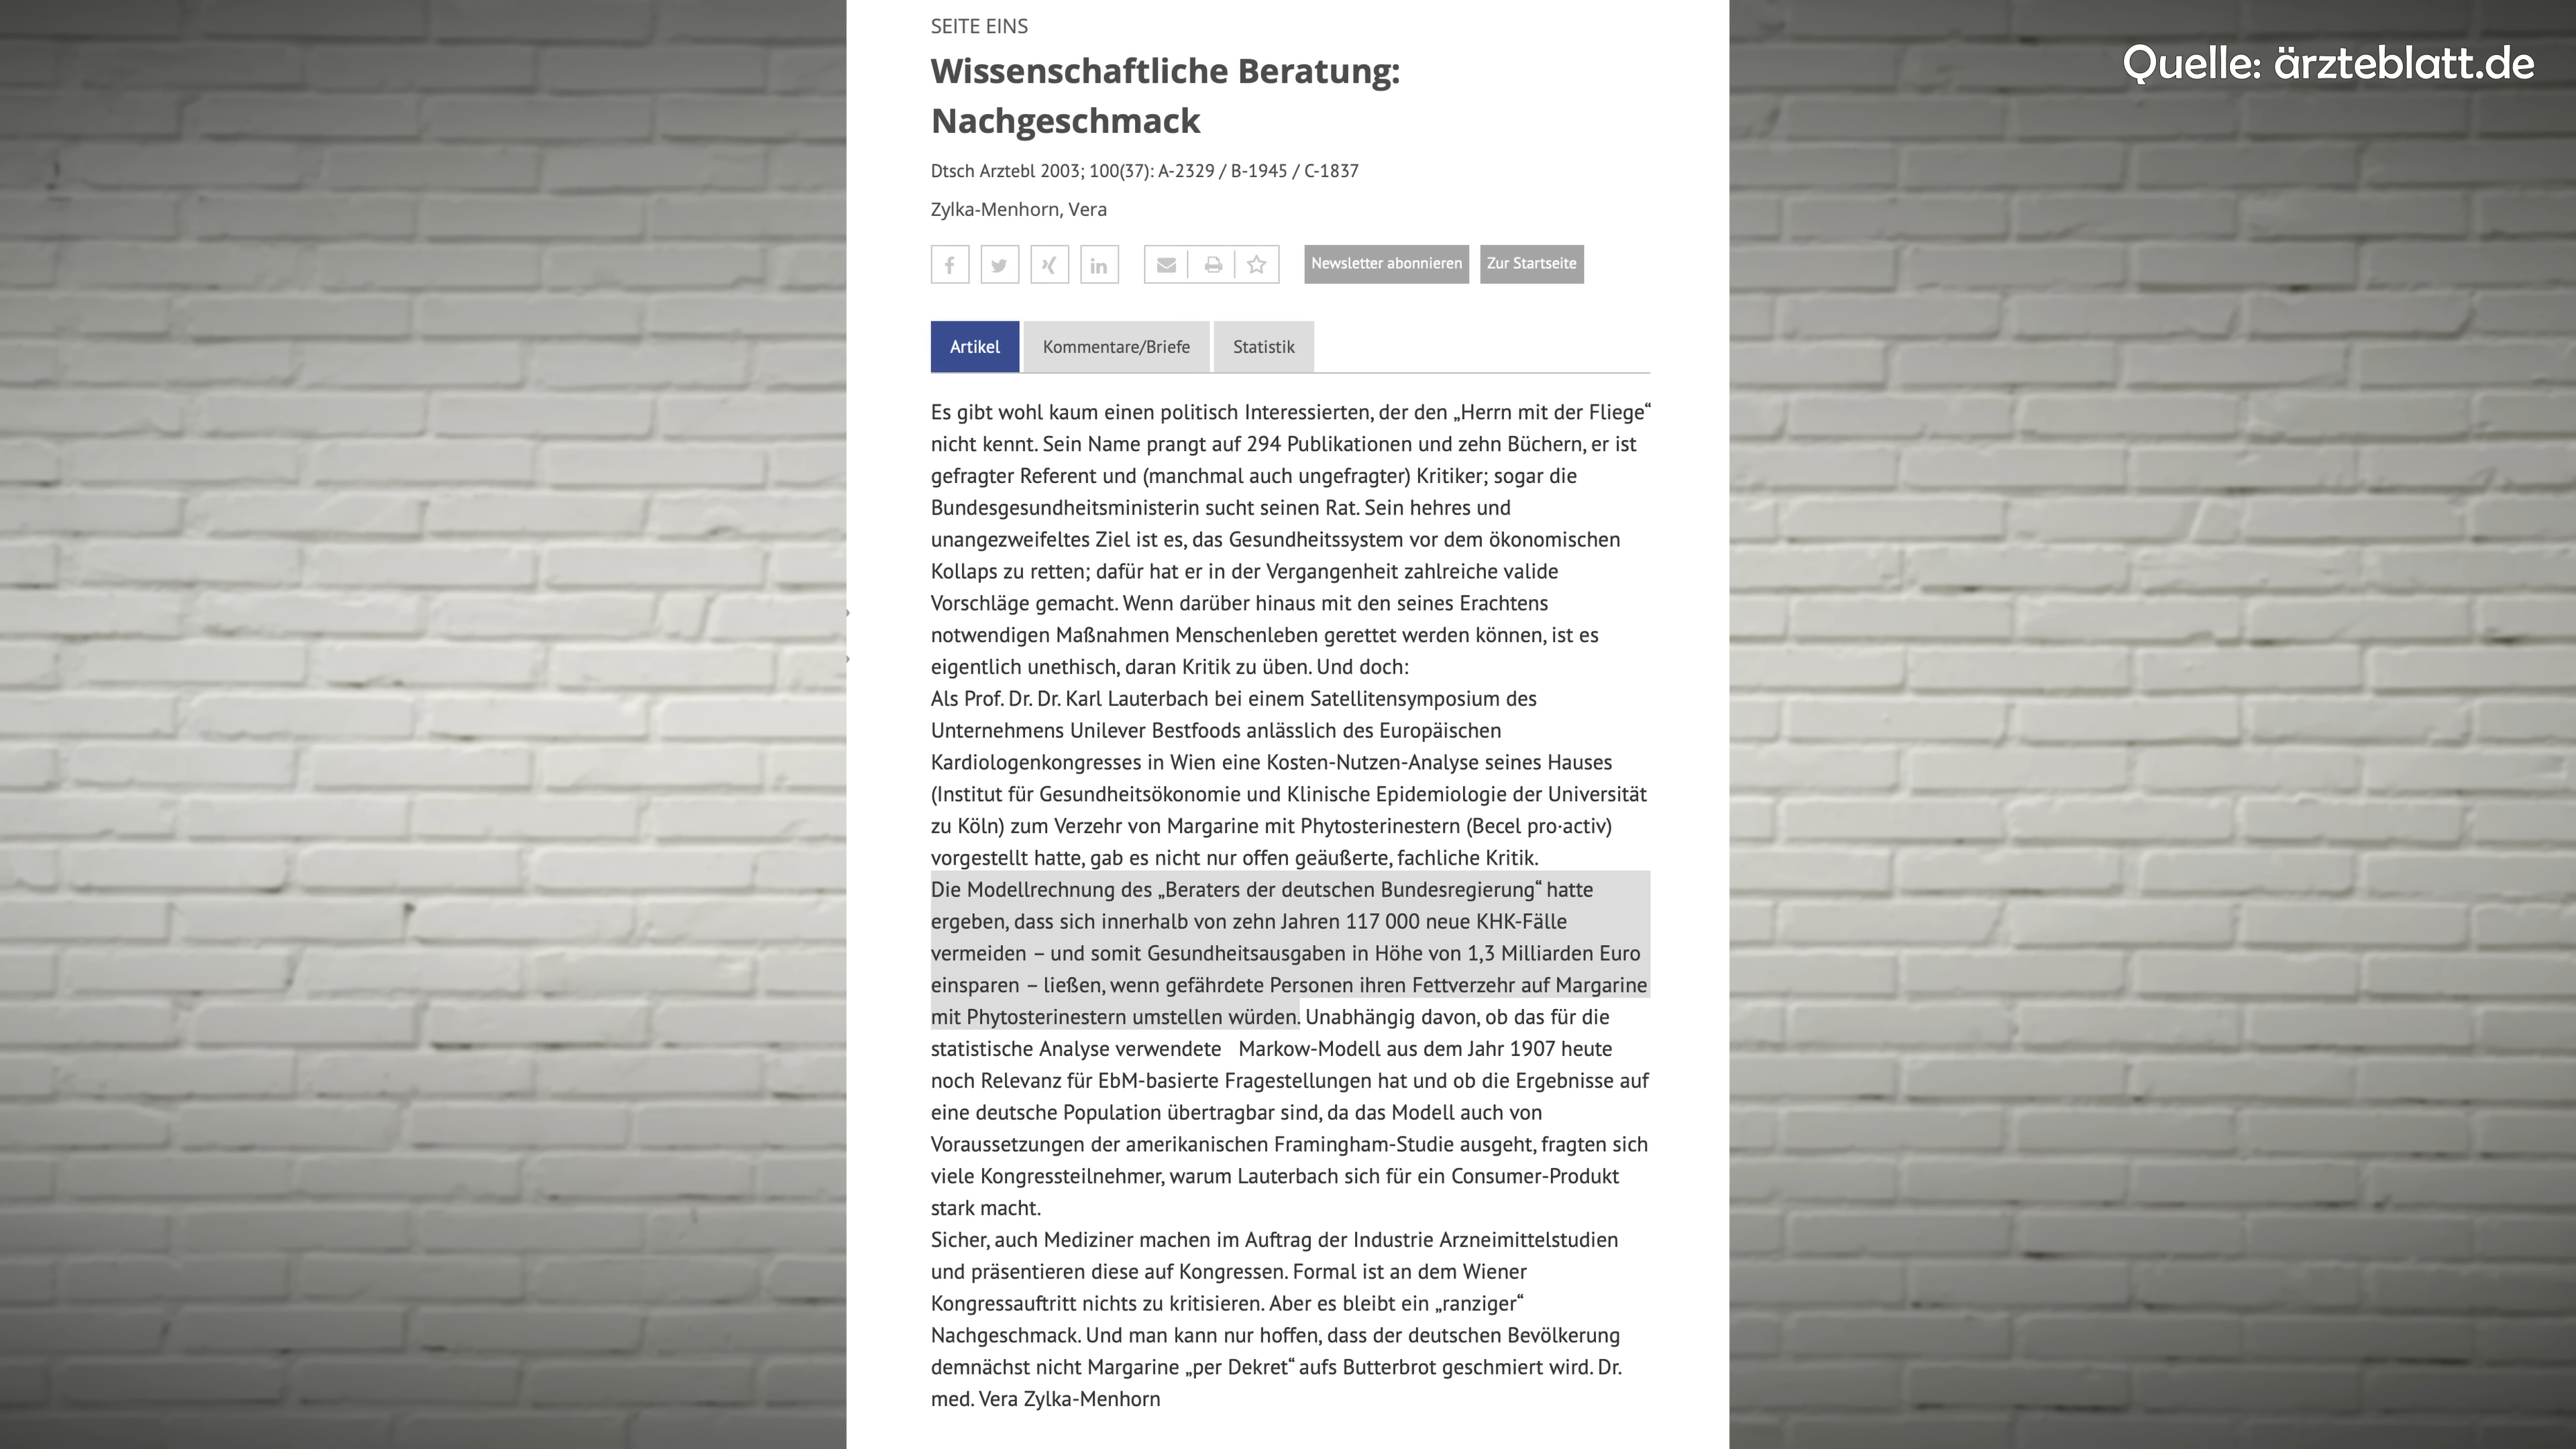 SEITE EINS
Quelle: ärzteblatt.de
Wissenschaftliche Beratung:
Nachgeschmack
Dtsch Arztebl 2003; 100(37): A-2329 / B-1945 / C-1837
Zylka-Menhorn, Vera
Newsletter abonnieren Zur Startseite
Artikel Kommentare/Briefe Statistik
Es gibt wohl kaum einen politisch Interessierten, der den „Herrn mit der Fliege“
nicht kennt. Sein Name prangt auf 294 Publikationen und zehn Büchern, er ist
gefragter Referent und (manchmal auch ungefragter) Kritiker; sogar die
Bundesgesundheitsministerin sucht seinen Rat. Sein hehres und
unangezweifeltes Ziel ist es, das Gesundheitssystem vor dem ökonomischen
Kollaps zu retten; dafür hat er in der Vergangenheit zahlreiche valide
Vorschläge gemacht. Wenn darüber hinaus mit den seines Erachtens
notwendigen Maßnahmen Menschenleben gerettet werden können, ist es
eigentlich unethisch, daran Kritik zu üben. Und doch:
Als Prof. Dr. Dr. Karl Lauterbach bei einem Satellitensymposium des
Unternehmens Unilever Bestfoods anlässlich des Europäischen
Kardiologenkongresses in Wien eine Kosten-Nutzen-Analyse seines Hauses
(Institut für Gesundheitsökonomie und Klinische Epidemiologie der Universität
zu Köln) zum Verzehr von Margarine mit Phytosterinestern (Becel pro·activ)
vorgestellt hatte, gab es nicht nur offen geäußerte, fachliche Kritik.
Die Modellrechnung des „Beraters der deutschen Bundesregierung“ hatte
ergeben, dass sich innerhalb von zehn Jahren 117 000 neue KHK-Fälle
vermeiden – und somit Gesundheitsausgaben in Höhe von 1,3 Milliarden Euro
einsparen – ließen, wenn gefährdete Personen ihren Fettverzehr auf Margarine
mit Phytosterinestern umstellen würden. Unabhängig davon, ob das für die
statistische Analyse verwendete Markow-Modell aus dem Jahr 1907 heute
noch Relevanz für EbM-basierte Fragestellungen hat und ob die Ergebnisse auf
eine deutsche Population übertragbar sind, da das Modell auch von
Voraussetzungen der amerikanischen Framingham-Studie ausgeht, fragten sich
viele Kongressteilnehmer, warum Lauterbach sich für ein Consumer-Produkt
stark macht.
Sicher, auch Mediziner machen im Auftrag der Industrie Arzneimittelstudien
und präsentieren diese auf Kongressen. Formal ist an dem Wiener
Kongressauftritt nichts zu kritisieren. Aber es bleibt ein „ranziger“
Nachgeschmack. Und man kann nur hoffen, dass der deutschen Bevölkerung
demnächst nicht Margarine „per Dekret“ aufs Butterbrot geschmiert wird. Dr.
med. Vera Zylka-Menhorn